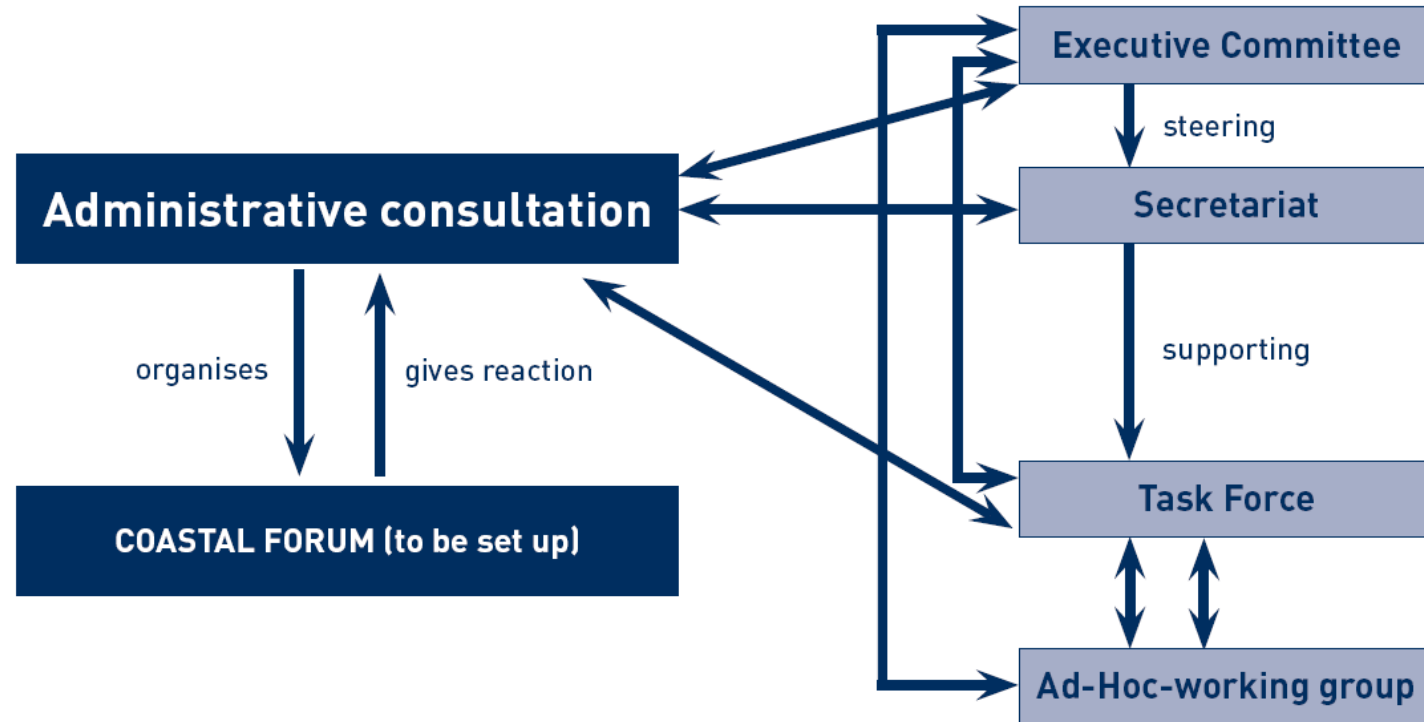 Executive Committee
steering
Administrative consultation
Secretariat
organises
gives reaction
supporting
COASTAL FORUM (to be set up)
Task Force
Ad-Hoc-working group